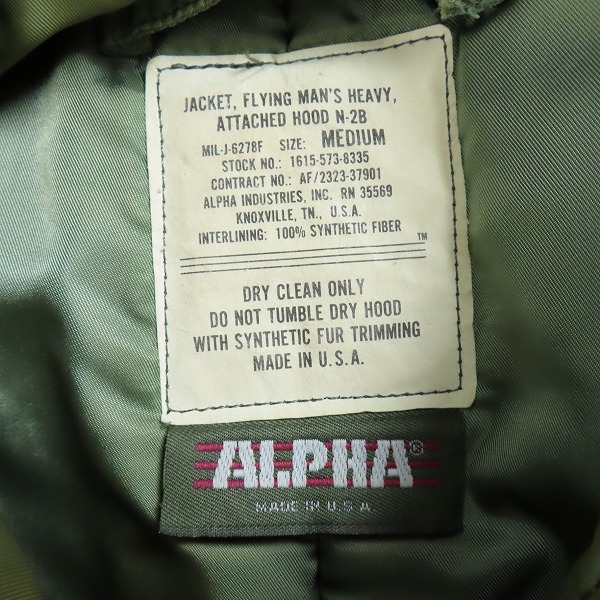 JACKET, FLYING MAN'S HEAVY,
ATTACHED HOOD N-2B
MIL-J-6278F SIZE: MEDIUM
STOCK NO.: 1615-573-8335
CONTRACT NO.: AF/2323-37901
ALPHA INDUSTRIES, INC. RN 35569
KNOXVILLE, TN., U.S.A.
INTERLINING: 100% SYNTHETIC FIBER
TM
DRY CLEAN ONLY
DO NOT TUMBLE DRY HOOD
WITH SYNTHETIC FUR TRIMMING
MADE IN U.S.A.
ALPHA®
MADE IN U.S.A